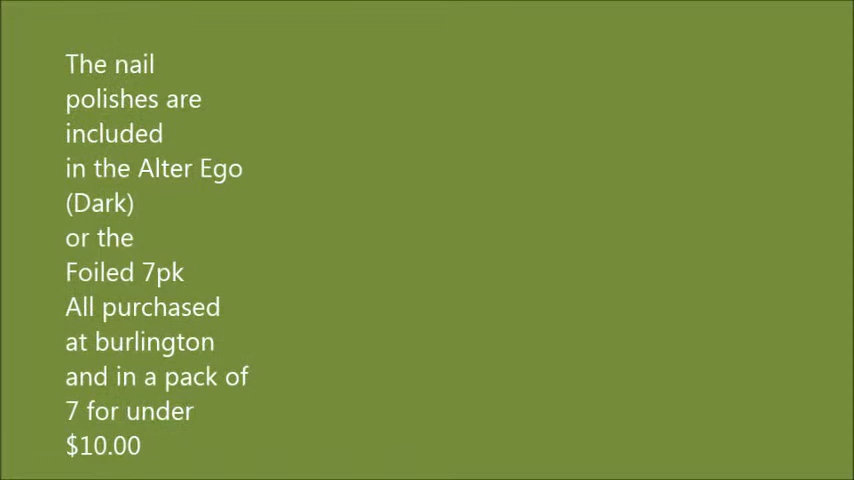 The nail
polishes are
included
in the Alter Ego
(Dark)
or the
Foiled 7pk
All purchased
at burlington
and in a pack of
7 for under
$10.00